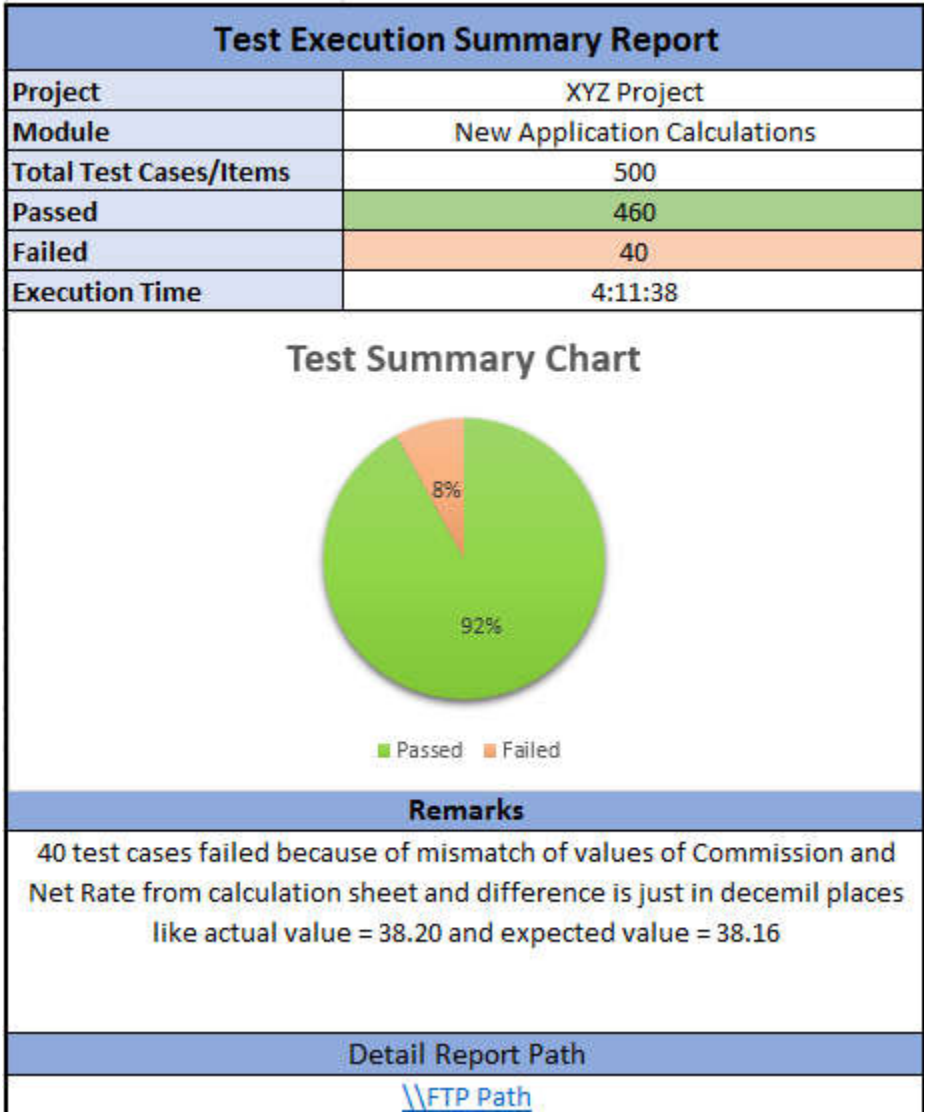 Test Execution Summary Report
Project XYZ Project
Module New Application Calculations
Total Test Cases/Items 500
Passed 460
Failed 40
Execution Time 4:11:38
Test Summary Chart
8%
92%
Passed Failed
Remarks
40 test cases failed because of mismatch of values of Commission and
Net Rate from calculation sheet and difference is just in decemil places
like actual value = 38.20 and expected value = 38.16
Detail Report Path
\\FTP Path